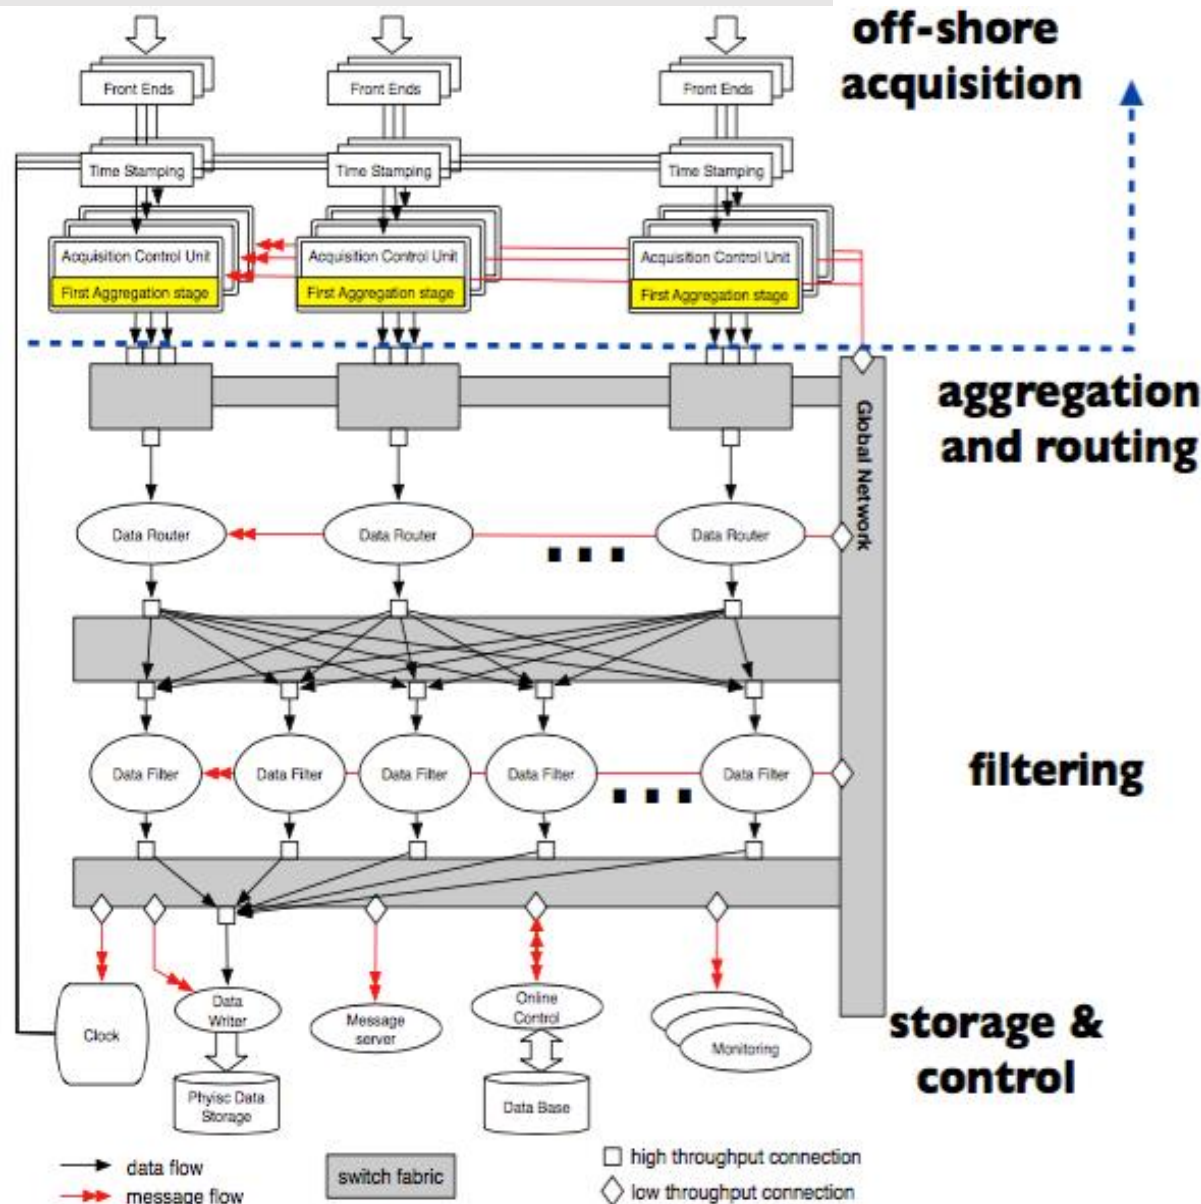 off-shore
acquisition
Front Ends
Front Ends
Front Ends
Time Stamping
Time Stamping
Time Stamping
Acquisition Control Unit
First Aggregation stage
Acquisition Control Unit
First Aggregation stage
Acquisition Control Unit
First Aggregation stage
aggregation
and routing
Global Network
Data Router
Data Router
...
Data Router
Data Filter
Data Filter
Data Filter
Data Filter
...
Data Filter
filtering
Clock
Data
Writer
Message
server
Online
Control
Monitoring
storage &
control
Phyisc Data
Storage
Data Base
data flow
message flow
switch fabric
high throughput connection
low throughput connection